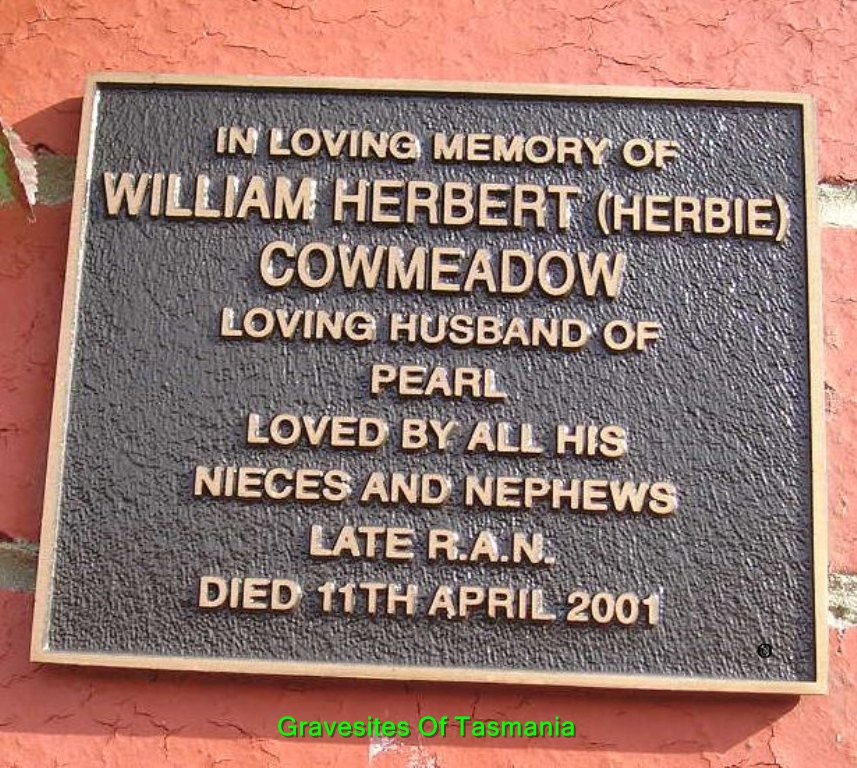 IN LOVING MEMORY OF
WILLIAM HERBERT (HERBIE)
COWMEADOW
LOVING HUSBAND OF
PEARL
LOVED BY ALL HIS
NIECES AND NEPHEWS
LATE R.A.N.
DIED 11TH APRIL 2001
Gravesites Of Tasmania